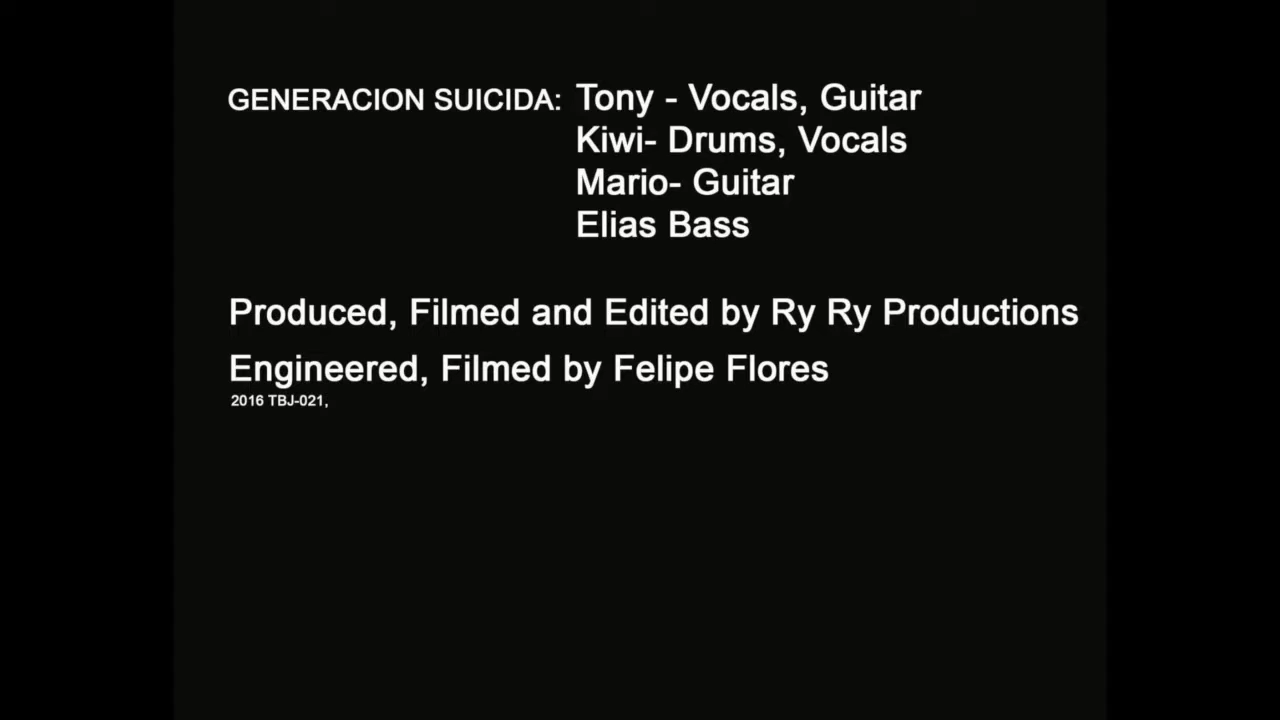 GENERACION SUICIDA: Tony - Vocals, Guitar
Kiwi- Drums, Vocals
Mario- Guitar
Elias Bass
Produced, Filmed and Edited by Ry Ry Productions
Engineered, Filmed by Felipe Flores
2016 TBJ-021,